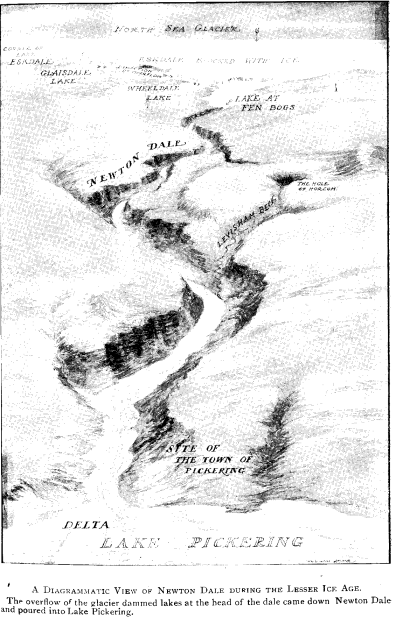 NORTH SEA GLACIER
ESKDALE
ESKDALE BLOCKED WITH ICE
GLAISDALE
LAKE
WHEELDALE
LAKE
LAKE AT
FEN BOGS
NEWTON DALE
THE HOLE
OF HORCUM
LEVISHAM BECK
SITE OF
THE TOWN OF
PICKERING
DELTA
LAKE PICKERING
A Diagrammatic View of Newton Dale during the Lesser Ice Age.
The overflow of the glacier dammed lakes at the head of the dale came down Newton Dale
and poured into Lake Pickering.